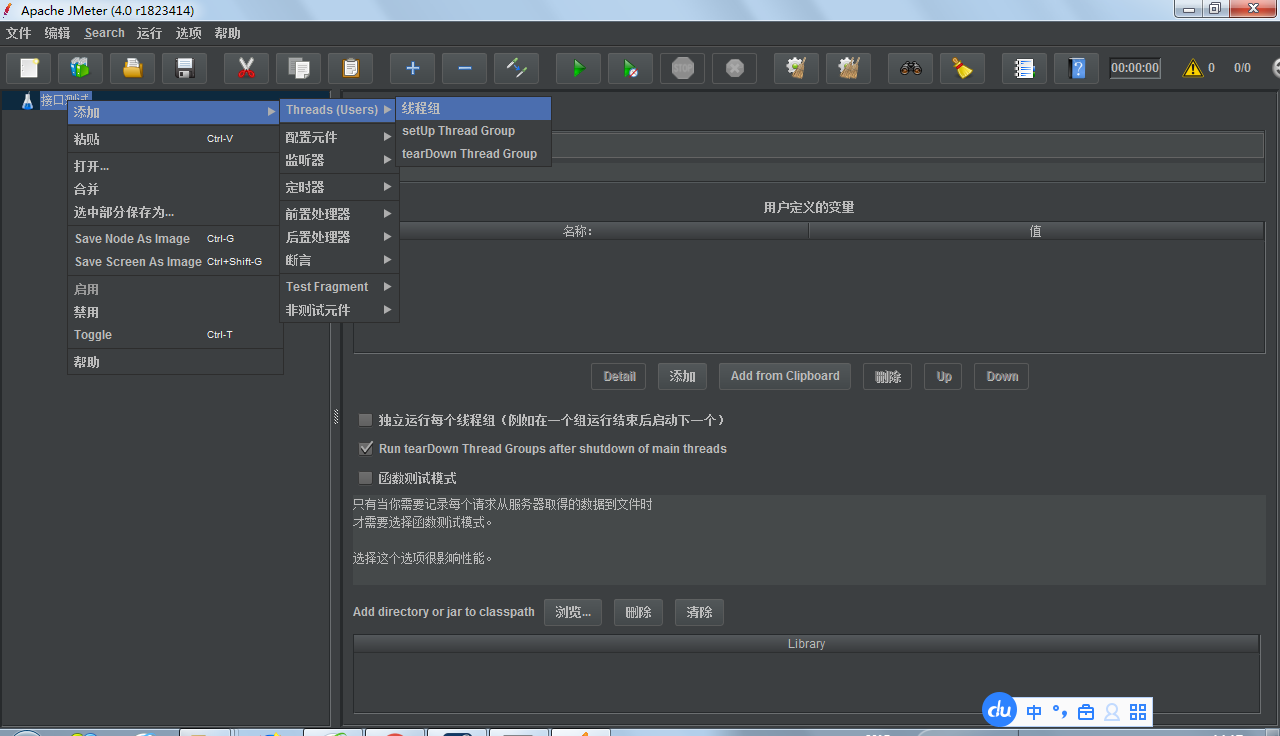 Apache JMeter (4.0 r1823414)
文件 编辑 Search 运行 选项 帮助
STOP 00:00:00 0 0/0
接口测试
添加
粘贴 Ctrl-V
打开...
合并
选中部分保存为...
Save Node As Image Ctrl-G
Save Screen As Image Ctrl+Shift-G
启用
禁用
Toggle Ctrl-T
帮助
Threads (Users)
配置元件
监听器
定时器
前置处理器
后置处理器
断言
Test Fragment
非测试元件
线程组
setUp Thread Group
tearDown Thread Group
用户定义的变量
名称: 值
Detail 添加 Add from Clipboard 删除 Up Down
独立运行每个线程组（例如在一个组运行结束后启动下一个）
Run tearDown Thread Groups after shutdown of main threads
函数测试模式
只有当你需要记录每个请求从服务器取得的数据到文件时
才需要选择函数测试模式。
选择这个选项很影响性能。
Add directory or jar to classpath 浏览... 删除 清除
Library
du 中 °，